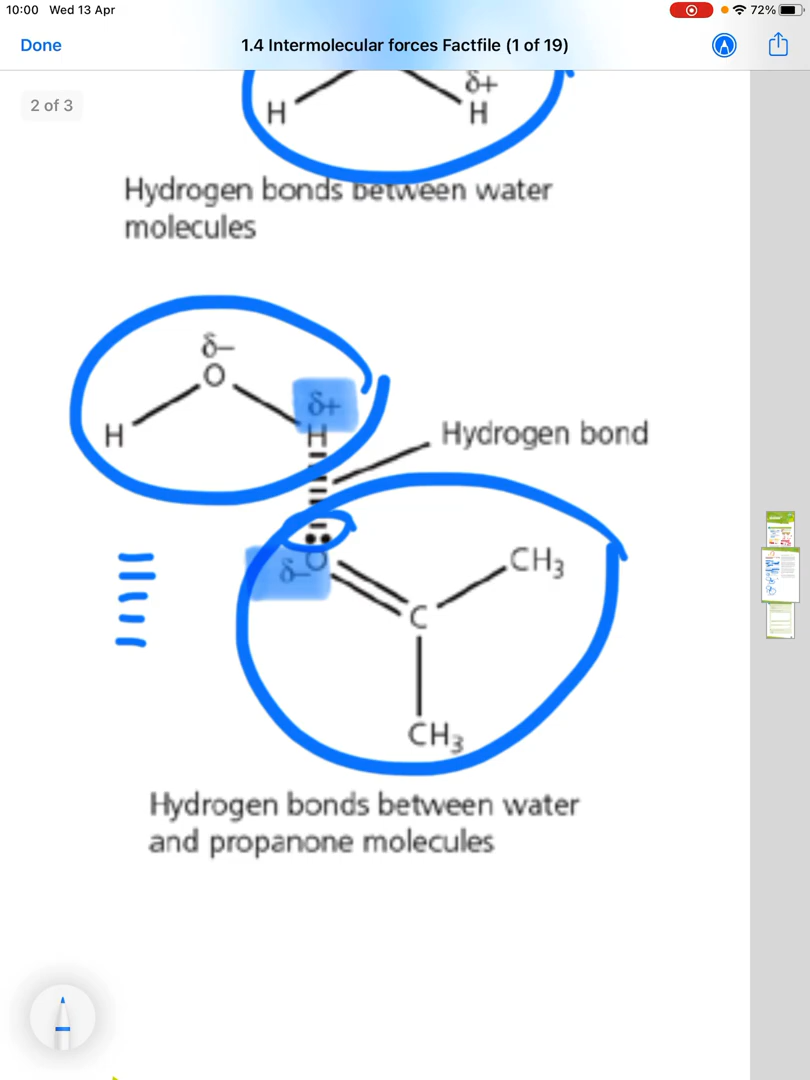 10:00 Wed 13 Apr
72%
Done
1.4 Intermolecular forces Factfile (1 of 19)
2 of 3
δ+
H
H
Hydrogen bonds between water
molecules
δ−
O
δ+
H
H
Hydrogen bond
δ−
O
CH₃
C
CH₃
Hydrogen bonds between water
and propanone molecules